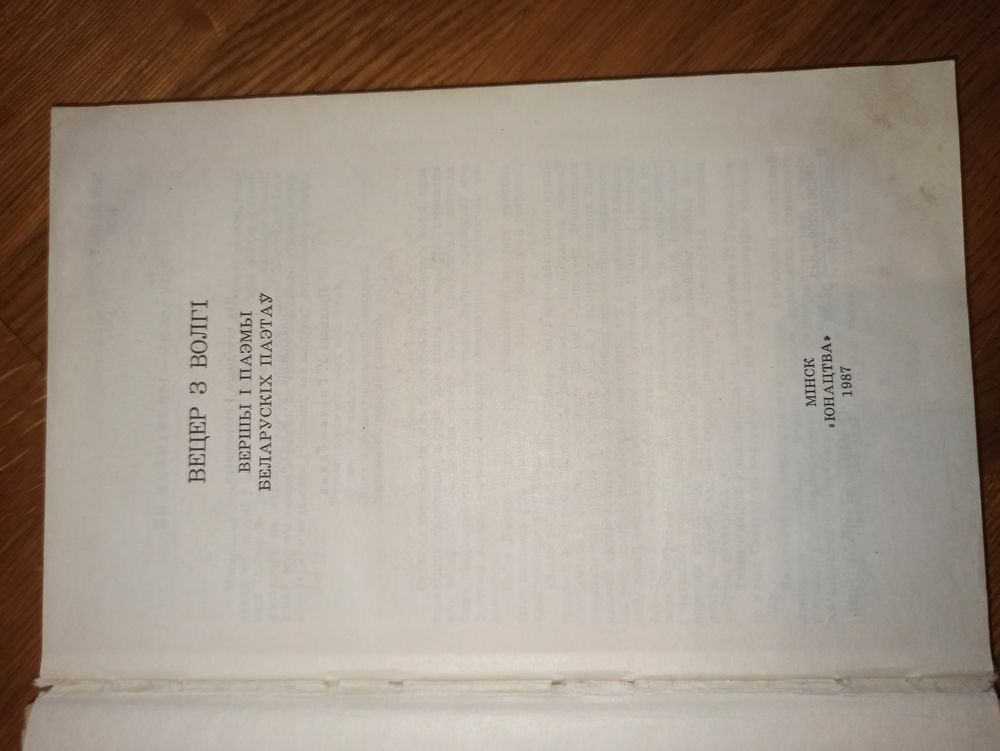 ВЕЦЕР З ВОЛГІ
ВЕРШЫ І ПАЭМЫ
БЕЛАРУСКІХ ПАЭТАЎ
МІНСК
«ЮНАЦТВА»
1987